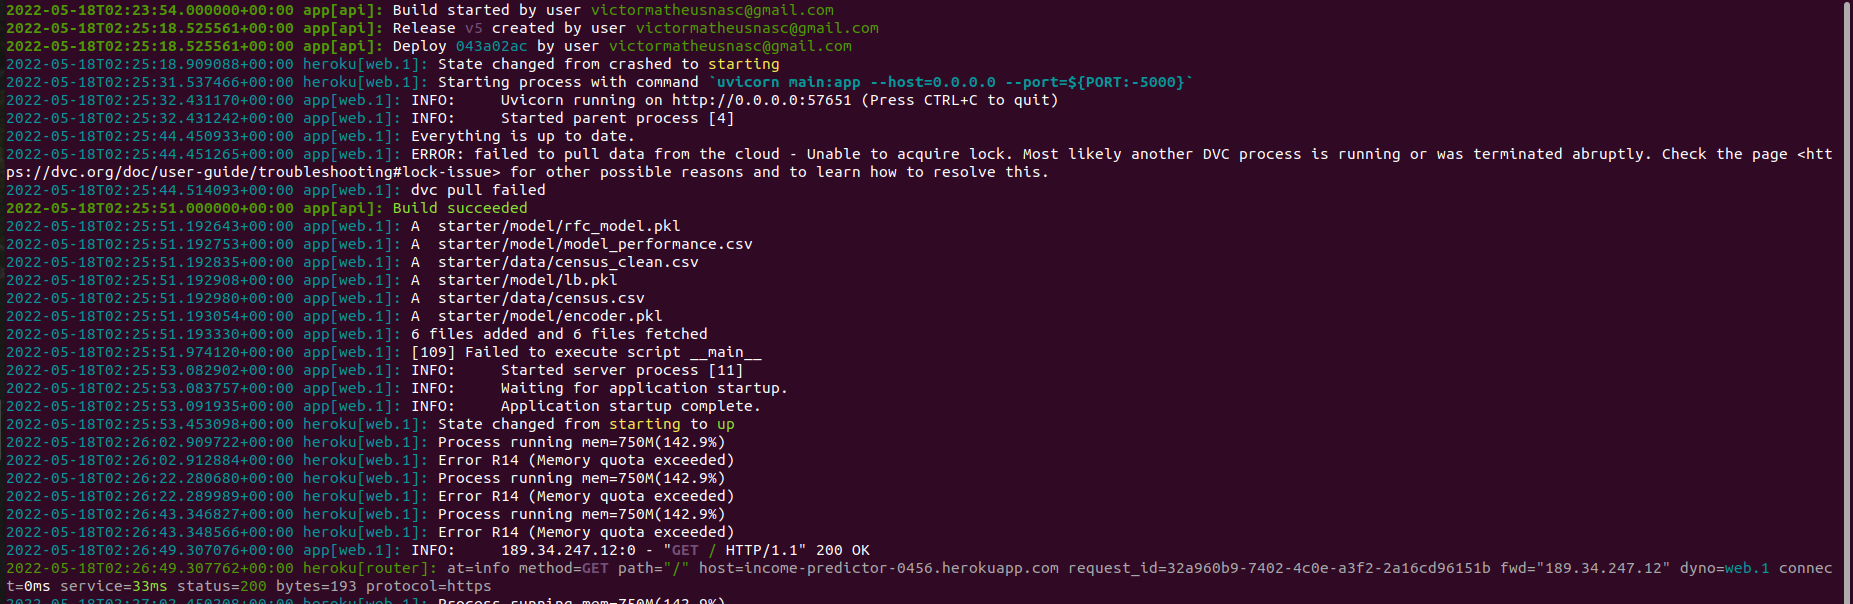 2022-05-18T02:23:54.000000+00:00 app[api]: Build started by user victormatheusnasc@gmail.com
2022-05-18T02:25:18.525561+00:00 app[api]: Release v5 created by user victormatheusnasc@gmail.com
2022-05-18T02:25:18.525561+00:00 app[api]: Deploy 043a02ac by user victormatheusnasc@gmail.com
2022-05-18T02:25:18.909088+00:00 heroku[web.1]: State changed from crashed to starting
2022-05-18T02:25:31.537466+00:00 heroku[web.1]: Starting process with command `uvicorn main:app --host=0.0.0.0 --port=${PORT:-5000}`
2022-05-18T02:25:32.431170+00:00 app[web.1]: INFO:     Uvicorn running on http://0.0.0.0:57651 (Press CTRL+C to quit)
2022-05-18T02:25:32.431242+00:00 app[web.1]: INFO:     Started parent process [4]
2022-05-18T02:25:44.450933+00:00 app[web.1]: Everything is up to date.
2022-05-18T02:25:44.451265+00:00 app[web.1]: ERROR: failed to pull data from the cloud - Unable to acquire lock. Most likely another DVC process is running or was terminated abruptly. Check the page <htt
ps://dvc.org/doc/user-guide/troubleshooting#lock-issue> for other possible reasons and to learn how to resolve this.
2022-05-18T02:25:44.514093+00:00 app[web.1]: dvc pull failed
2022-05-18T02:25:51.000000+00:00 app[api]: Build succeeded
2022-05-18T02:25:51.192643+00:00 app[web.1]: A  starter/model/rfc_model.pkl
2022-05-18T02:25:51.192753+00:00 app[web.1]: A  starter/model/model_performance.csv
2022-05-18T02:25:51.192835+00:00 app[web.1]: A  starter/data/census_clean.csv
2022-05-18T02:25:51.192908+00:00 app[web.1]: A  starter/model/lb.pkl
2022-05-18T02:25:51.192980+00:00 app[web.1]: A  starter/data/census.csv
2022-05-18T02:25:51.193054+00:00 app[web.1]: A  starter/model/encoder.pkl
2022-05-18T02:25:51.193330+00:00 app[web.1]: 6 files added and 6 files fetched
2022-05-18T02:25:51.974120+00:00 app[web.1]: [109] Failed to execute script __main__
2022-05-18T02:25:53.082902+00:00 app[web.1]: INFO:     Started server process [11]
2022-05-18T02:25:53.083757+00:00 app[web.1]: INFO:     Waiting for application startup.
2022-05-18T02:25:53.091935+00:00 app[web.1]: INFO:     Application startup complete.
2022-05-18T02:25:53.453098+00:00 heroku[web.1]: State changed from starting to up
2022-05-18T02:26:02.909722+00:00 heroku[web.1]: Process running mem=750M(142.9%)
2022-05-18T02:26:02.912884+00:00 heroku[web.1]: Error R14 (Memory quota exceeded)
2022-05-18T02:26:22.280680+00:00 heroku[web.1]: Process running mem=750M(142.9%)
2022-05-18T02:26:22.289989+00:00 heroku[web.1]: Error R14 (Memory quota exceeded)
2022-05-18T02:26:43.346827+00:00 heroku[web.1]: Process running mem=750M(142.9%)
2022-05-18T02:26:43.348566+00:00 heroku[web.1]: Error R14 (Memory quota exceeded)
2022-05-18T02:26:49.307076+00:00 app[web.1]: INFO:     189.34.247.12:0 - "GET / HTTP/1.1" 200 OK
2022-05-18T02:26:49.307762+00:00 heroku[router]: at=info method=GET path="/" host=income-predictor-0456.herokuapp.com request_id=32a960b9-7402-4c0e-a3f2-2a16cd96151b fwd="189.34.247.12" dyno=web.1 connec
t=0ms service=33ms status=200 bytes=193 protocol=https
2022-05-18T02:27:02.450208+00:00 heroku[web.1]: Process running mem=750M(142.9%)